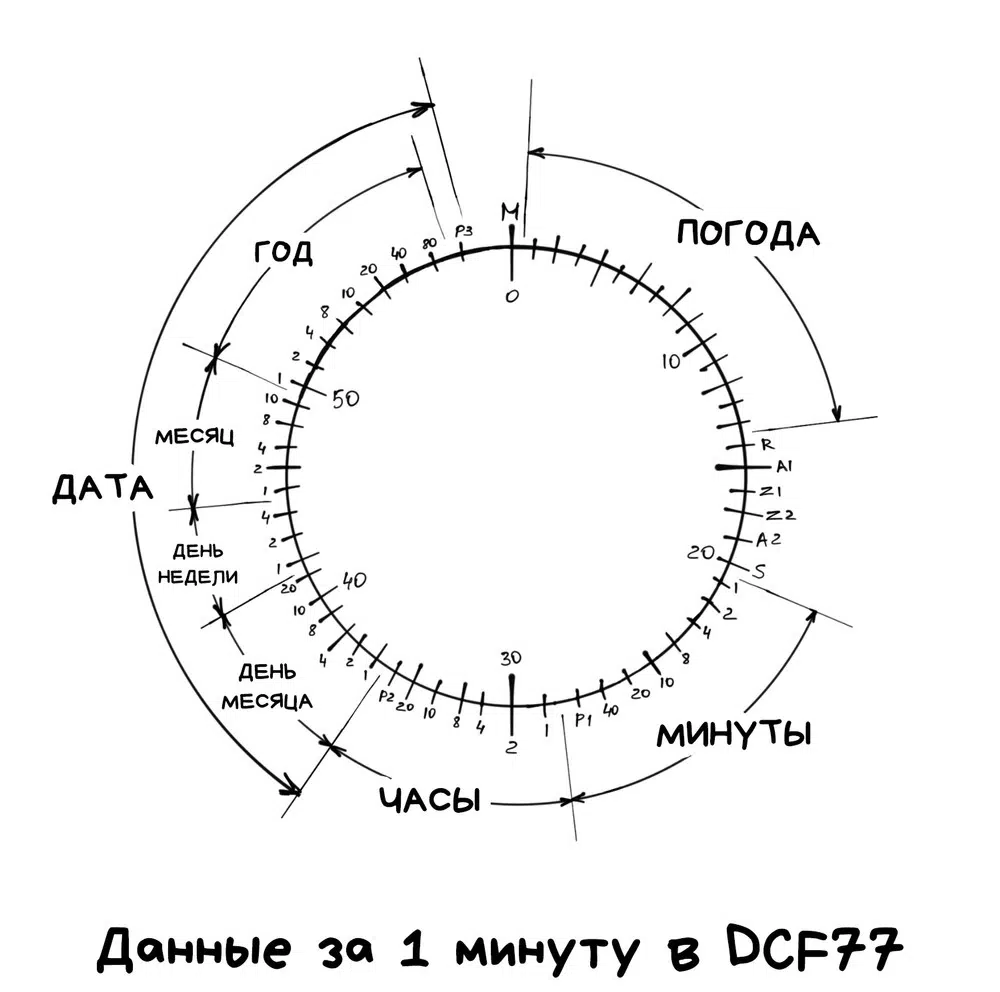 M
0
ПОГОДА
10
R
A1
Z1
Z2
A2
20
S
1
2
4
8
10
20
40
P1
МИНУТЫ
1
30
2
4
8
10
20
P2
ЧАСЫ
1
2
4
8
10
20
40
ДЕНЬ
МЕСЯЦА
1
2
4
ДЕНЬ
НЕДЕЛИ
1
2
4
8
10
МЕСЯЦ
50
1
2
4
8
10
20
40
80
ГОД
P3
ДАТА
Данные за 1 минуту в DCF77